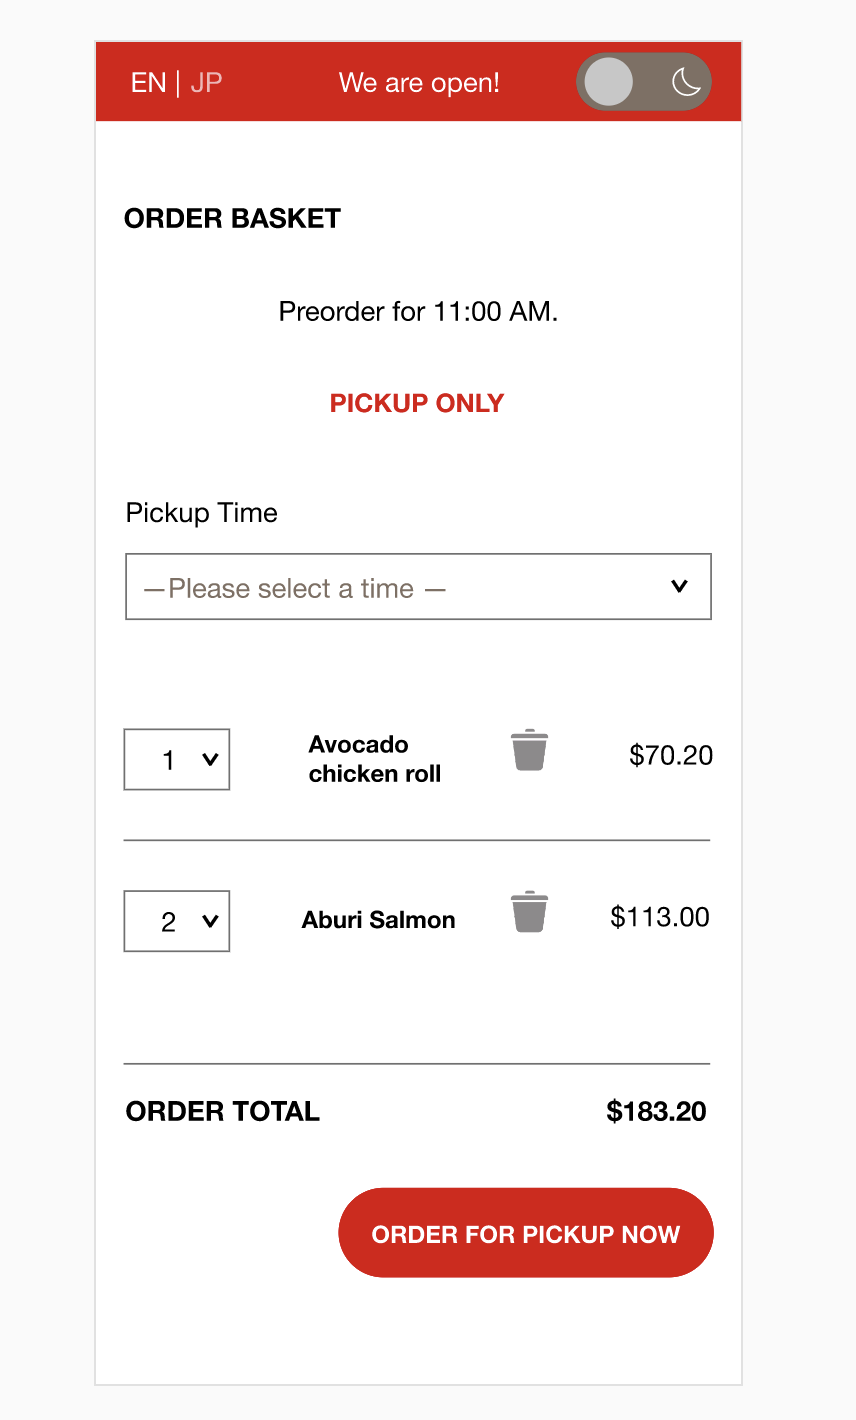 EN | JP
We are open!
ORDER BASKET
Preorder for 11:00 AM.
PICKUP ONLY
Pickup Time
—Please select a time —
1
Avocado
chicken roll
$70.20
2
Aburi Salmon
$113.00
ORDER TOTAL
$183.20
ORDER FOR PICKUP NOW